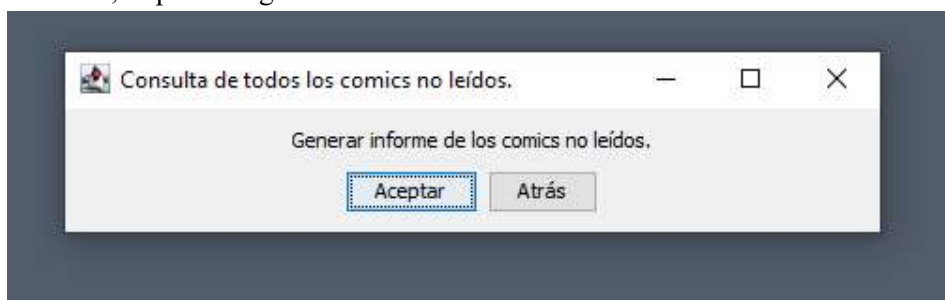 Consulta de todos los comics no leídos.
Generar informe de los comics no leídos.
Aceptar Atrás